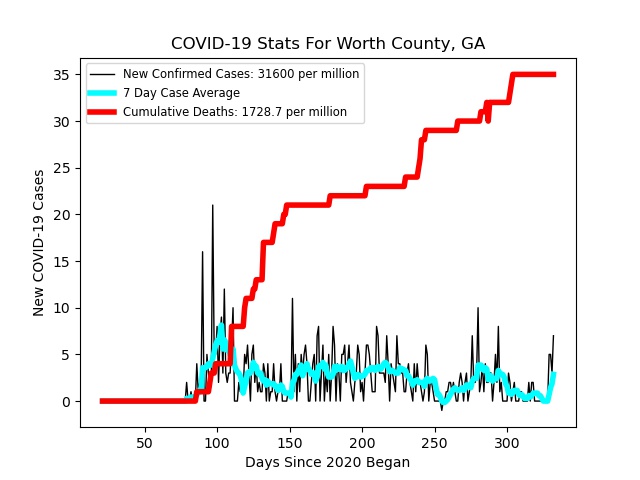 COVID-19 Stats For Worth County, GA
New Confirmed Cases: 31600 per million
7 Day Case Average
Cumulative Deaths: 1728.7 per million
New COVID-19 Cases
35
30
25
20
15
10
5
0
50 100 150 200 250 300
Days Since 2020 Began